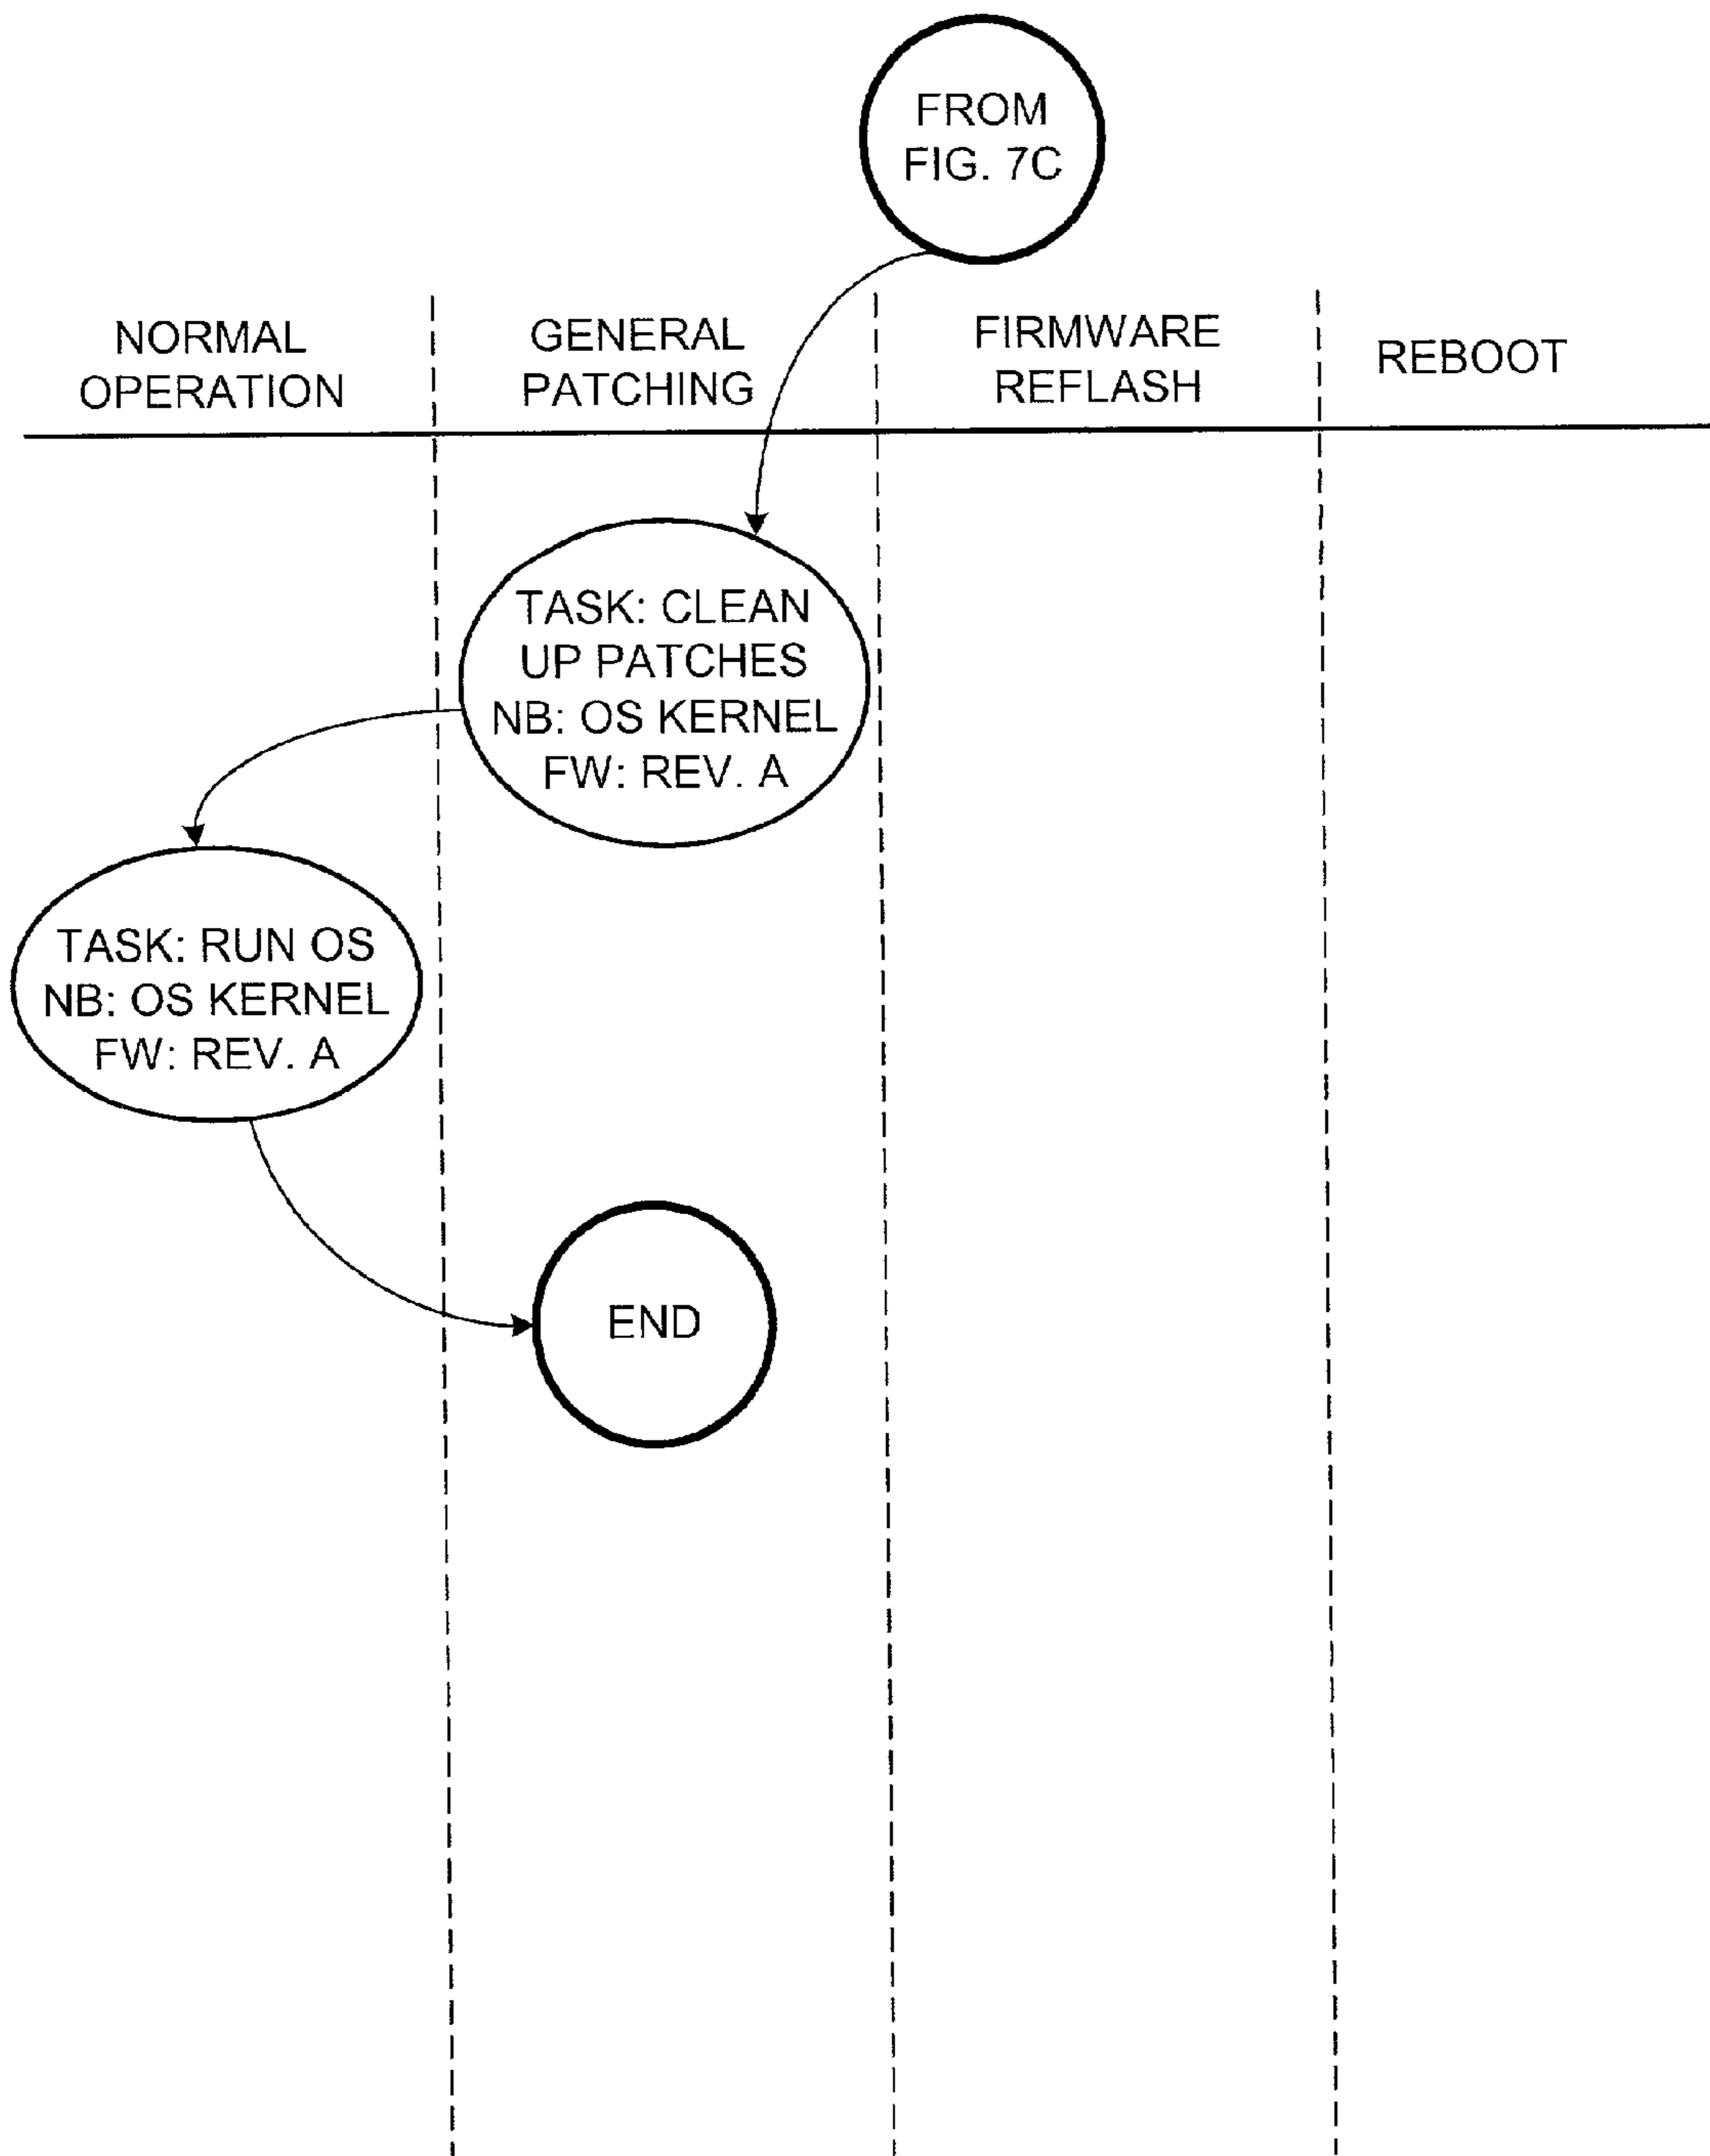 FROM
FIG. 7C
NORMAL
OPERATION
GENERAL
PATCHING
FIRMWARE
REFLASH
REBOOT
TASK: CLEAN
UP PATCHES
NB: OS KERNEL
FW: REV. A
TASK: RUN OS
NB: OS KERNEL
FW: REV. A
END